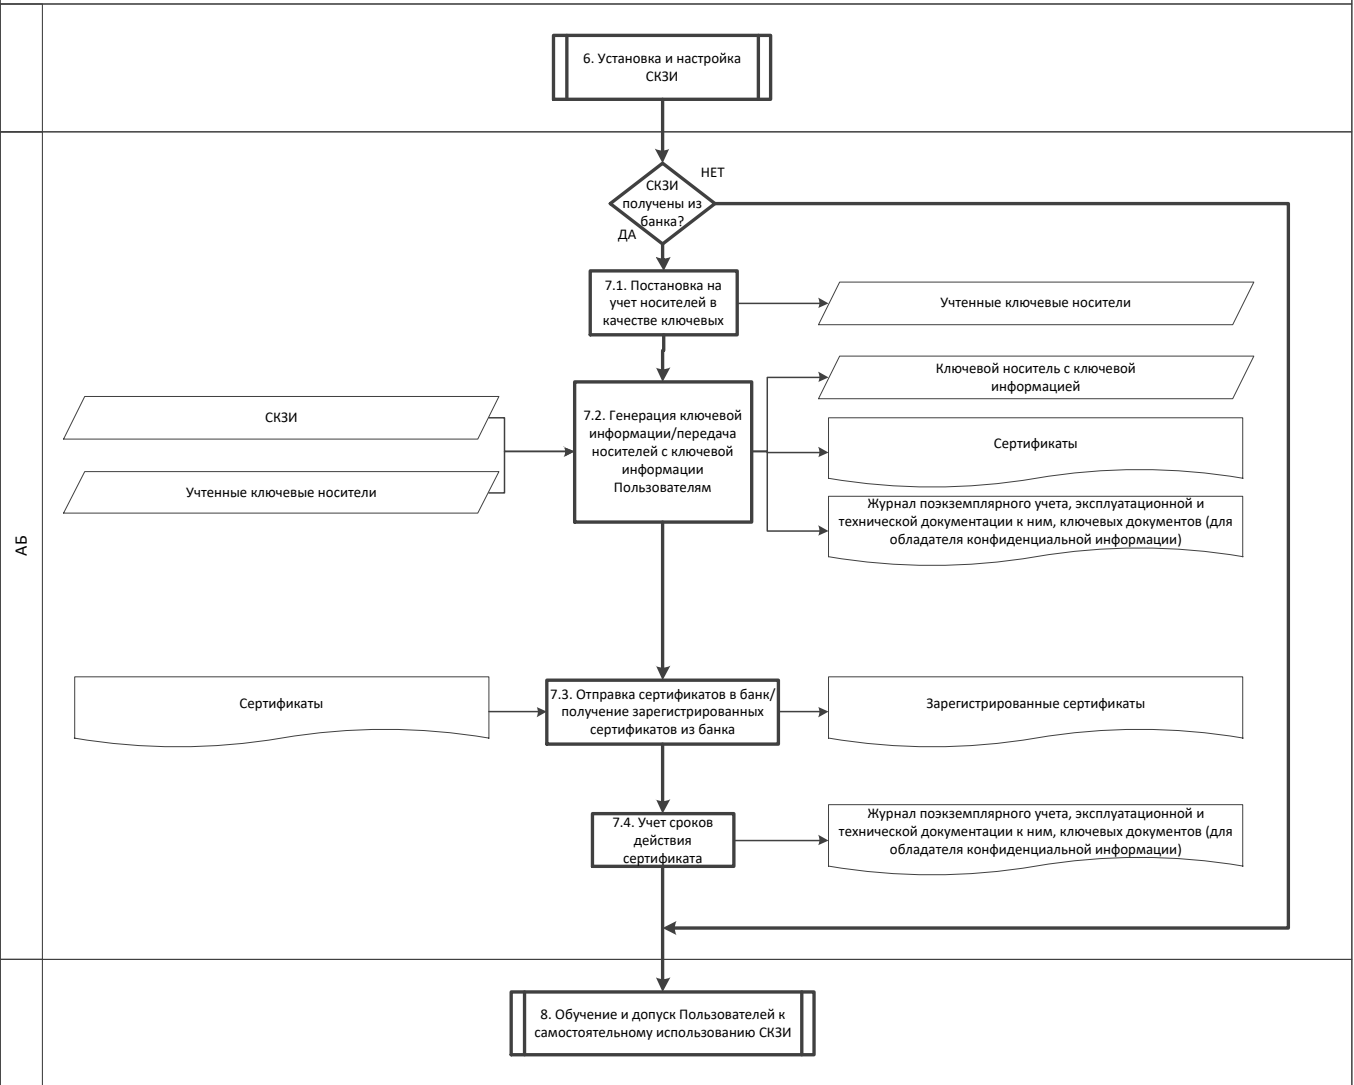 6. Установка и настройка
СКЗИ
НЕТ
СКЗИ
получены из
банка?
ДА
7.1. Постановка на
учет носителей в
качестве ключевых
Учтенные ключевые носители
Ключевой носитель с ключевой
информацией
СКЗИ
7.2. Генерация ключевой
информации/передача
носителей с ключевой
информации
Пользователям
Сертификаты
Учтенные ключевые носители
Журнал поэкземплярного учета, эксплуатационной и
технической документации к ним, ключевых документов (для
обладателя конфиденциальной информации)
АБ
Сертификаты
7.3. Отправка сертификатов в банк/
получение зарегистрированных
сертификатов из банка
Зарегистрированные сертификаты
7.4. Учет сроков
действия
сертификата
Журнал поэкземплярного учета, эксплуатационной и
технической документации к ним, ключевых документов (для
обладателя конфиденциальной информации)
8. Обучение и допуск Пользователей к
самостоятельному использованию СКЗИ